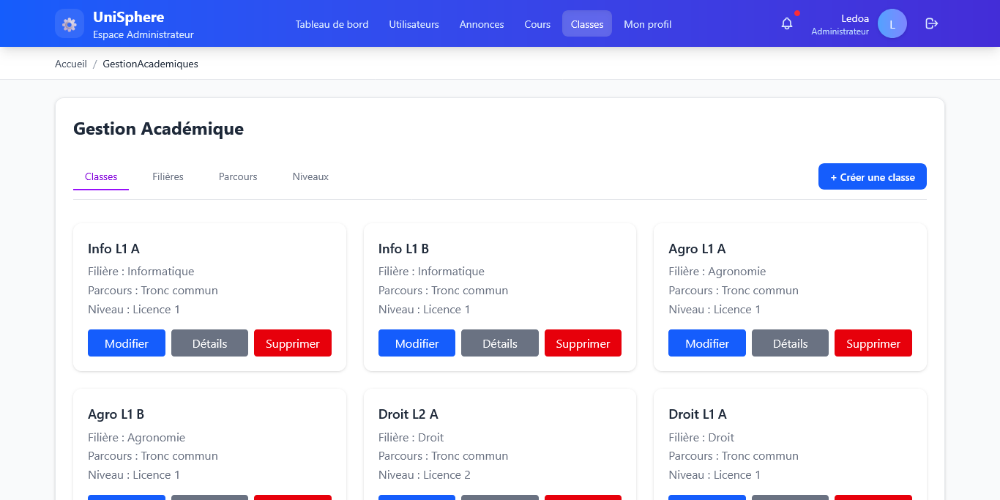 UniSphere
Espace Administrateur
Tableau de bord
Utilisateurs
Annonces
Cours
Classes
Mon profil
Ledoa
Administrateur
L
Accueil / GestionAcademiques
Gestion Académique
Classes
Filières
Parcours
Niveaux
+ Créer une classe
Info L1 A
Filière : Informatique
Parcours : Tronc commun
Niveau : Licence 1
Modifier
Détails
Supprimer
Info L1 B
Filière : Informatique
Parcours : Tronc commun
Niveau : Licence 1
Modifier
Détails
Supprimer
Agro L1 A
Filière : Agronomie
Parcours : Tronc commun
Niveau : Licence 1
Modifier
Détails
Supprimer
Agro L1 B
Filière : Agronomie
Parcours : Tronc commun
Niveau : Licence 1
Droit L2 A
Filière : Droit
Parcours : Tronc commun
Niveau : Licence 2
Droit L1 A
Filière : Droit
Parcours : Tronc commun
Niveau : Licence 1